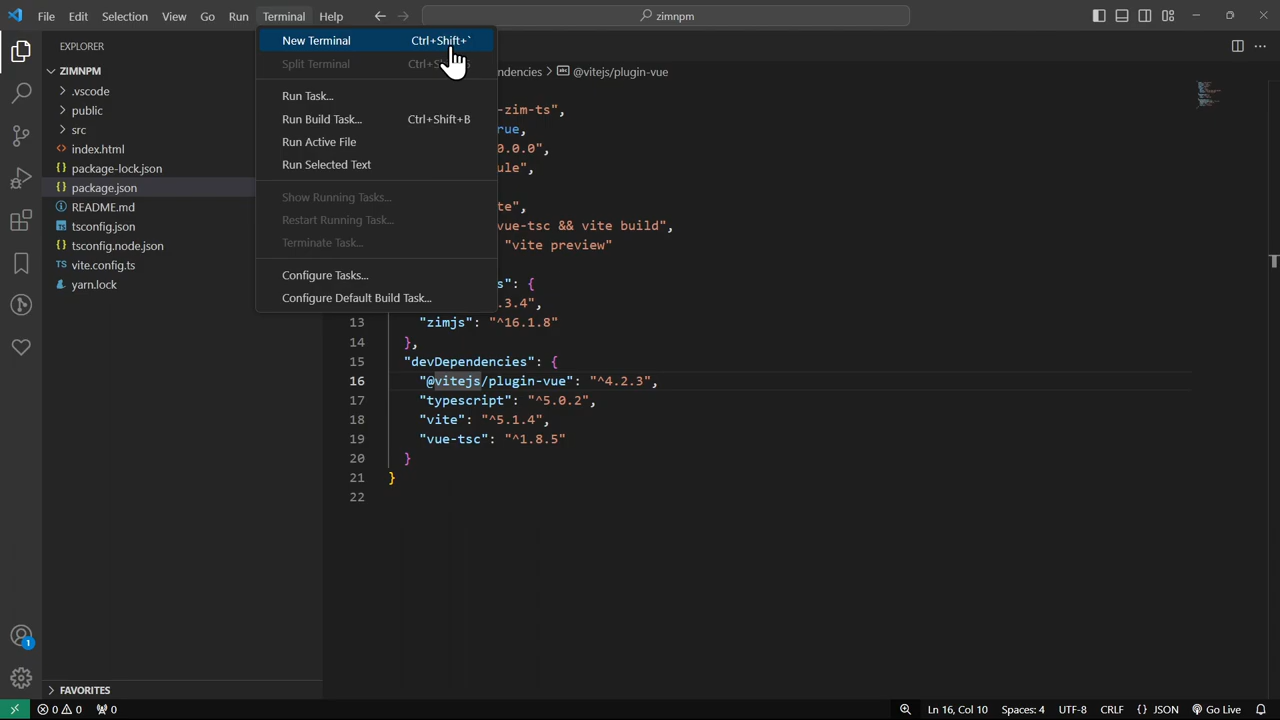 File Edit Selection View Go Run Terminal Help
zimnpm
EXPLORER
ZIMNPM
.vscode
public
src
index.html
package-lock.json
package.json
README.md
tsconfig.json
tsconfig.node.json
vite.config.ts
yarn.lock
FAVORITES
New Terminal Ctrl+Shift+`
Split Terminal
Run Task...
Run Build Task... Ctrl+Shift+B
Run Active File
Run Selected Text
Show Running Tasks...
Restart Running Task...
Terminate Task...
Configure Tasks...
Configure Default Build Task...
ndencies > @vitejs/plugin-vue
-zim-ts",
rue,
0.0.0",
ule",
te",
vue-tsc && vite build",
"vite preview"
s": {
.3.4",
13 "zimjs": "^16.1.8"
14 },
15 "devDependencies": {
16 "@vitejs/plugin-vue": "^4.2.3",
17 "typescript": "^5.0.2",
18 "vite": "^5.1.4",
19 "vue-tsc": "^1.8.5"
20 }
21 }
22
1
0 0 0 Ln 16, Col 10 Spaces: 4 UTF-8 CRLF {} JSON Go Live